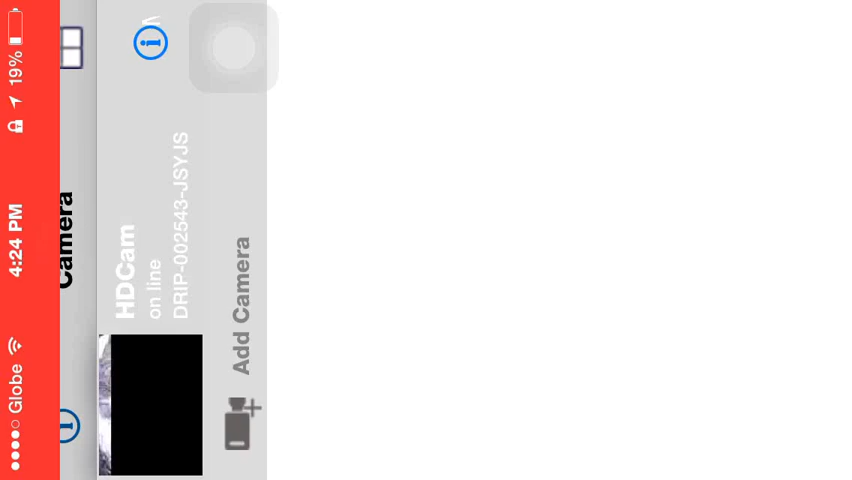 Globe 4:24 PM 19%
Camera
HDCam
on line
DRIP-002543-JSYJS
Add Camera